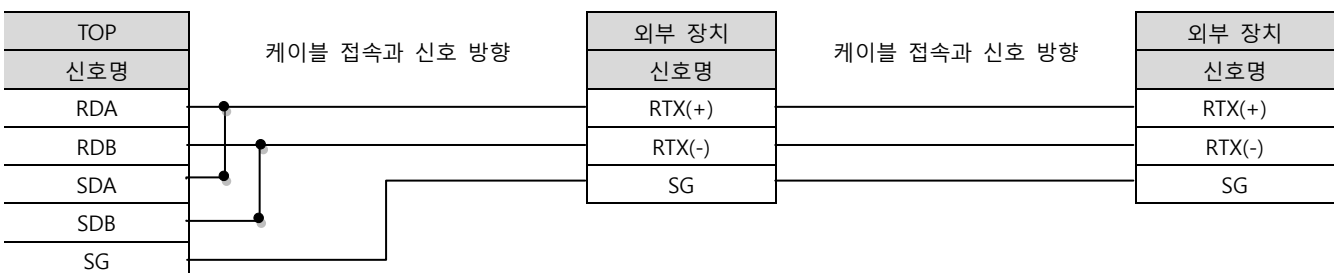 TOP
케이블 접속과 신호 방향
외부 장치
케이블 접속과 신호 방향
외부 장치
신호명
신호명
신호명
RDA
RTX(+)
RTX(+)
RDB
RTX(-)
RTX(-)
SDA
SG
SG
SDB
SG